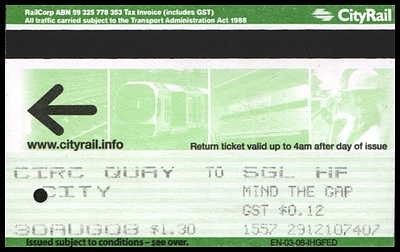 RailCorp ABN 59 325 778 353 Tax Invoice (includes GST)
All traffic carried subject to the Transport Administration Act 1988
CityRail
www.cityrail.info
Return ticket valid up to 4am after day of issue
CIRC QUAY TO SGL HF
CITY MIND THE GAP
GST $0.12
30AUG08 $1.30 1557 2912107407
Issued subject to conditions – see over. EN-03-06-IHGFED